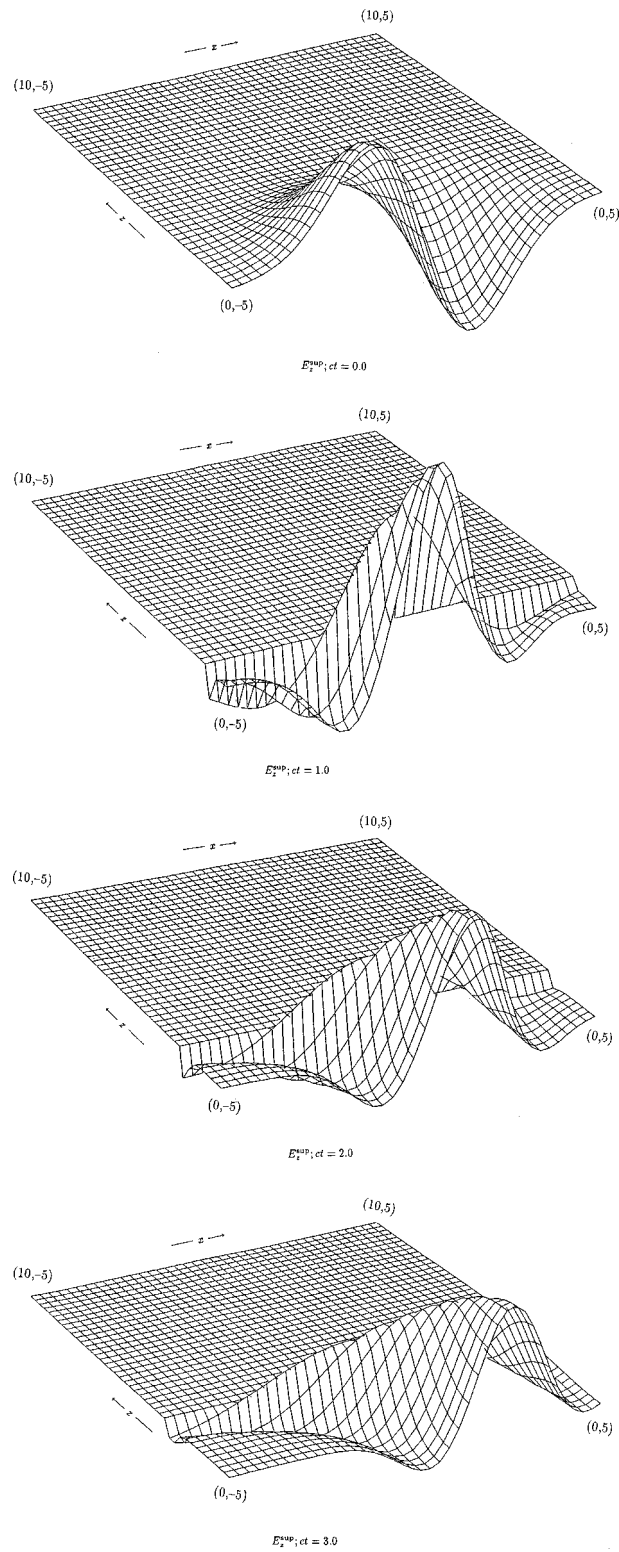 (10,5)
x
(10,-5)
z
(0,5)
(0,-5)
E_z^sup; ct = 0.0
(10,5)
x
(10,-5)
z
(0,5)
(0,-5)
E_z^sup; ct = 1.0
(10,5)
x
(10,-5)
z
(0,5)
(0,-5)
E_z^sup; ct = 2.0
(10,5)
x
(10,-5)
z
(0,5)
(0,-5)
E_z^sup; ct = 3.0